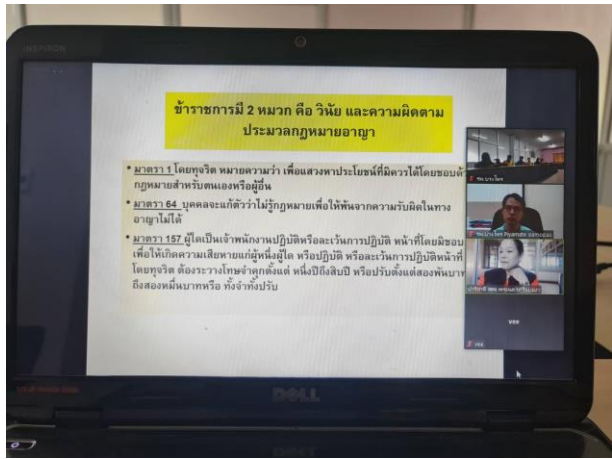 INSPIRON
ข้าราชการมี 2 หมวก คือ วินัย และความผิดตาม
ประมวลกฎหมายอาญา
• มาตรา 1 โดยทุจริต หมายความว่า เพื่อแสวงหาประโยชน์ที่มิควรได้โดยชอบด้
กฎหมายสำหรับตนเองหรือผู้อื่น
• มาตรา 64 บุคคลจะแก้ตัวว่าไม่รู้กฎหมายเพื่อให้พ้นจากความรับผิดในทาง
อาญาไม่ได้
• มาตรา 157 ผู้ใดเป็นเจ้าพนักงานปฏิบัติหรือละเว้นการปฏิบัติ หน้าที่โดยมิชอบ
เพื่อให้เกิดความเสียหายแก่ผู้หนึ่งผู้ใด หรือปฏิบัติ หรือละเว้นการปฏิบัติหน้าที่
โดยทุจริต ต้องระวางโทษจำคุกตั้งแต่ หนึ่งปีถึงสิบปี หรือปรับตั้งแต่สองพันบาท
ถึงสองหมื่นบาทหรือ ทั้งจำทั้งปรับ
vee
vee
DELL